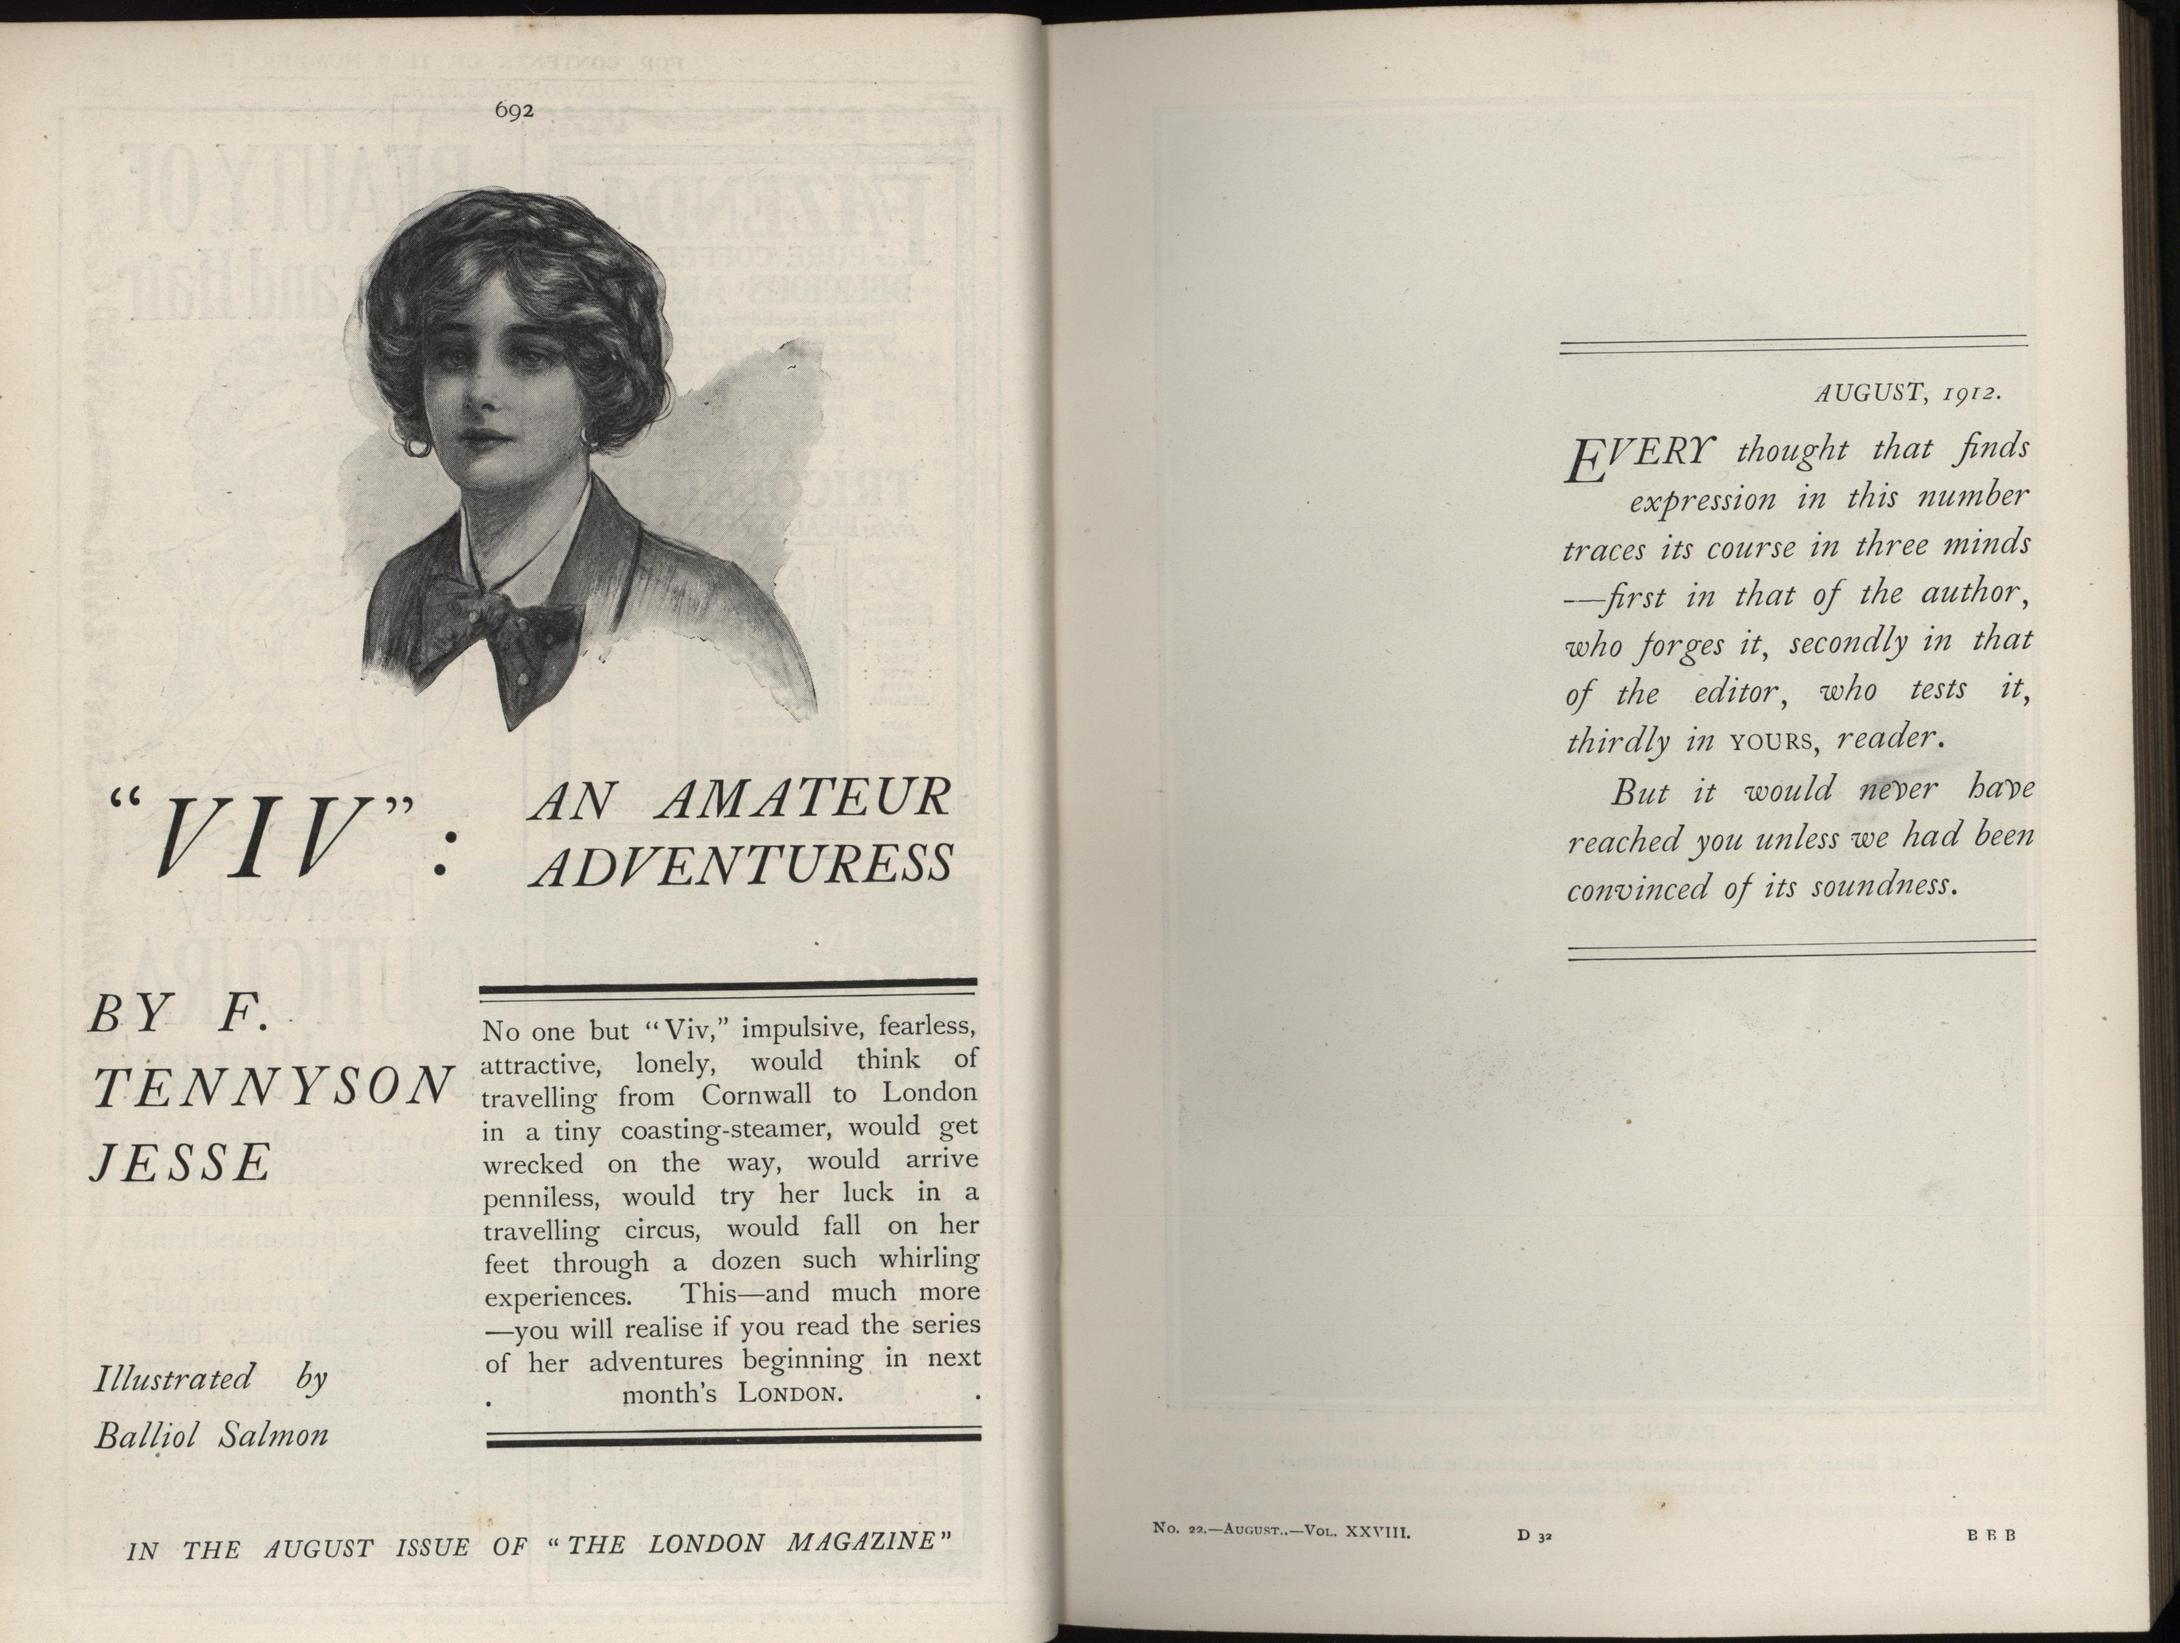 692
“VIV” :
AN AMATEUR
ADVENTURESS
BY F.
TENNYSON
JESSE
Illustrated by
Balliol Salmon
No one but “Viv,” impulsive, fearless,
attractive, lonely, would think of
travelling from Cornwall to London
in a tiny coasting-steamer, would get
wrecked on the way, would arrive
penniless, would try her luck in a
travelling circus, would fall on her
feet through a dozen such whirling
experiences. This—and much more
—you will realise if you read the series
of her adventures beginning in next
. month's LONDON. .
IN THE AUGUST ISSUE OF “THE LONDON MAGAZINE”
AUGUST, 1912.
EVERY thought that finds
expression in this number
traces its course in three minds
—first in that of the author,
who forges it, secondly in that
of the editor, who tests it,
thirdly in YOURS, reader.
But it would never have
reached you unless we had been
convinced of its soundness.
No. 22.—AUGUST..—VOL. XXVIII. D 32 B B B